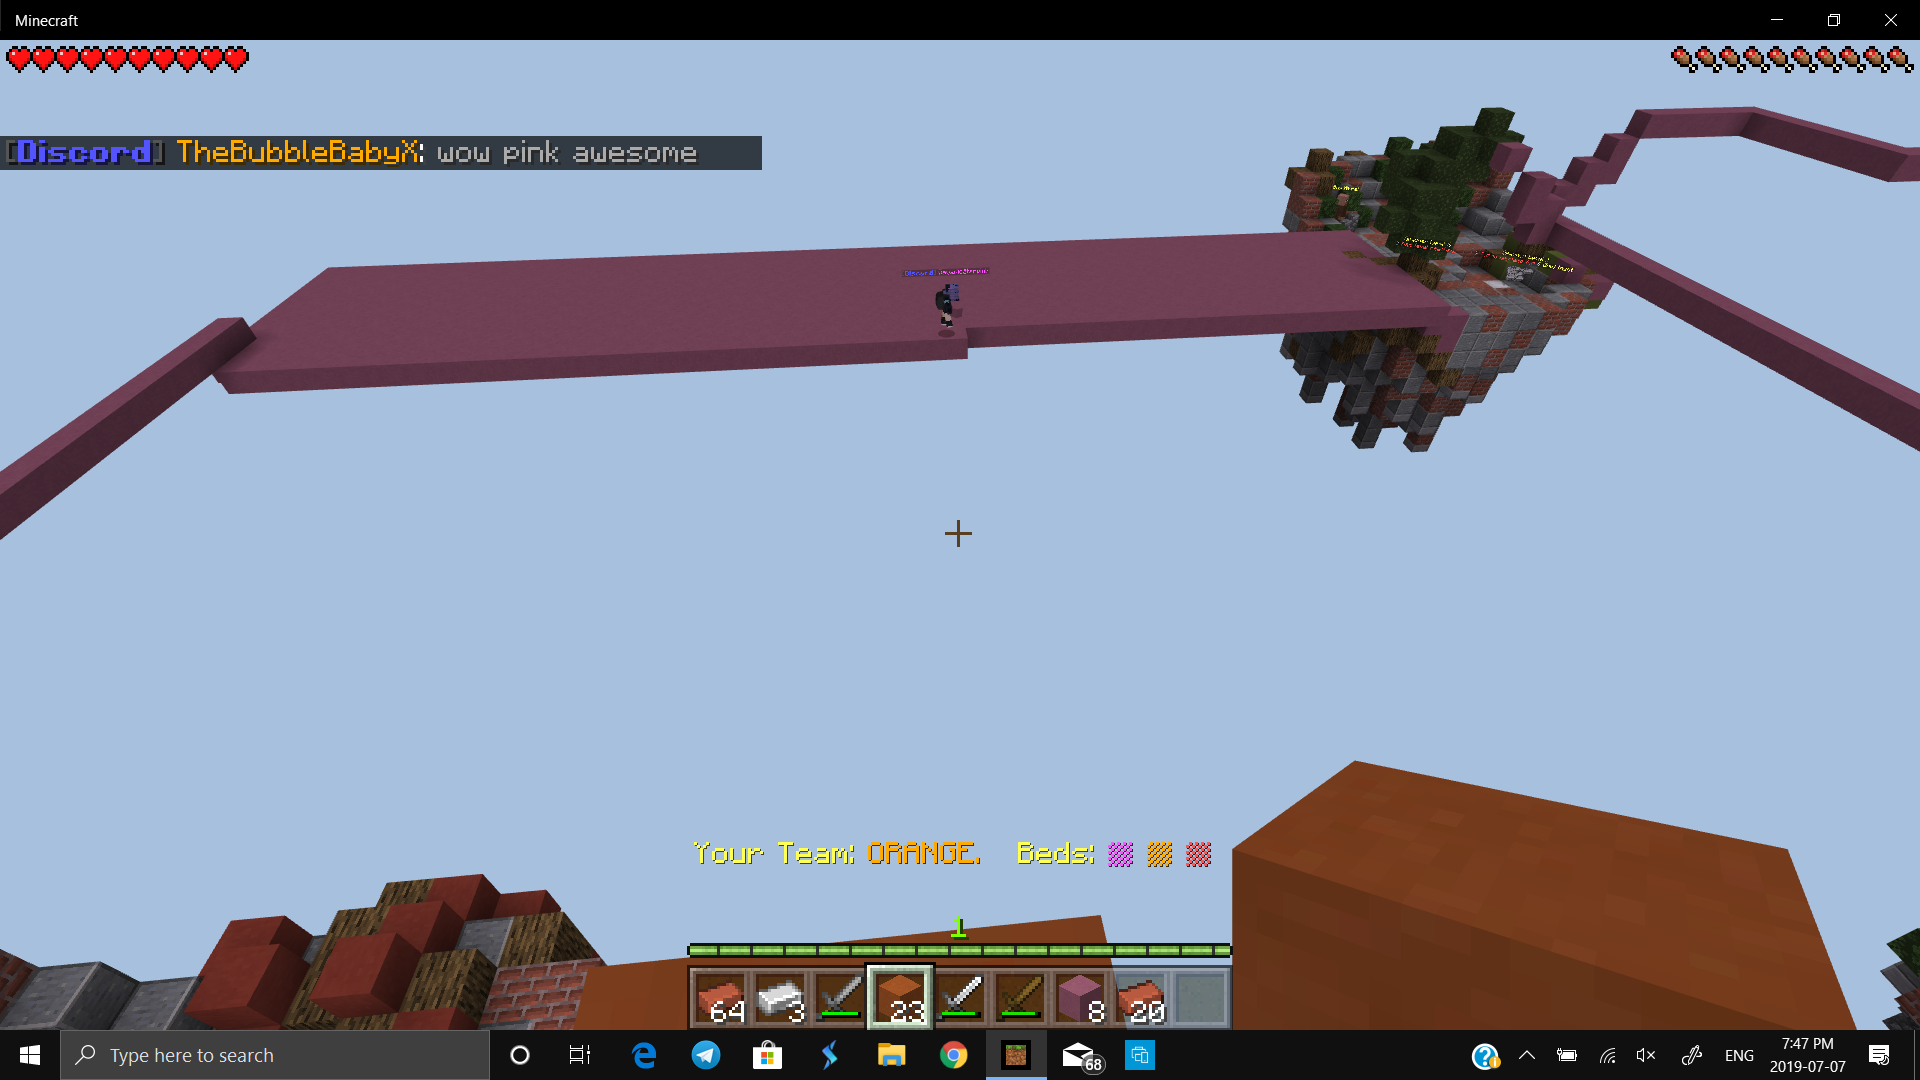 Minecraft
[Discord] TheBubbleBabyX: wow pink awesome
Your Team: ORANGE. Beds:
1
64 3 23 8 20
Type here to search
68
ENG
7:47 PM
2019-07-07